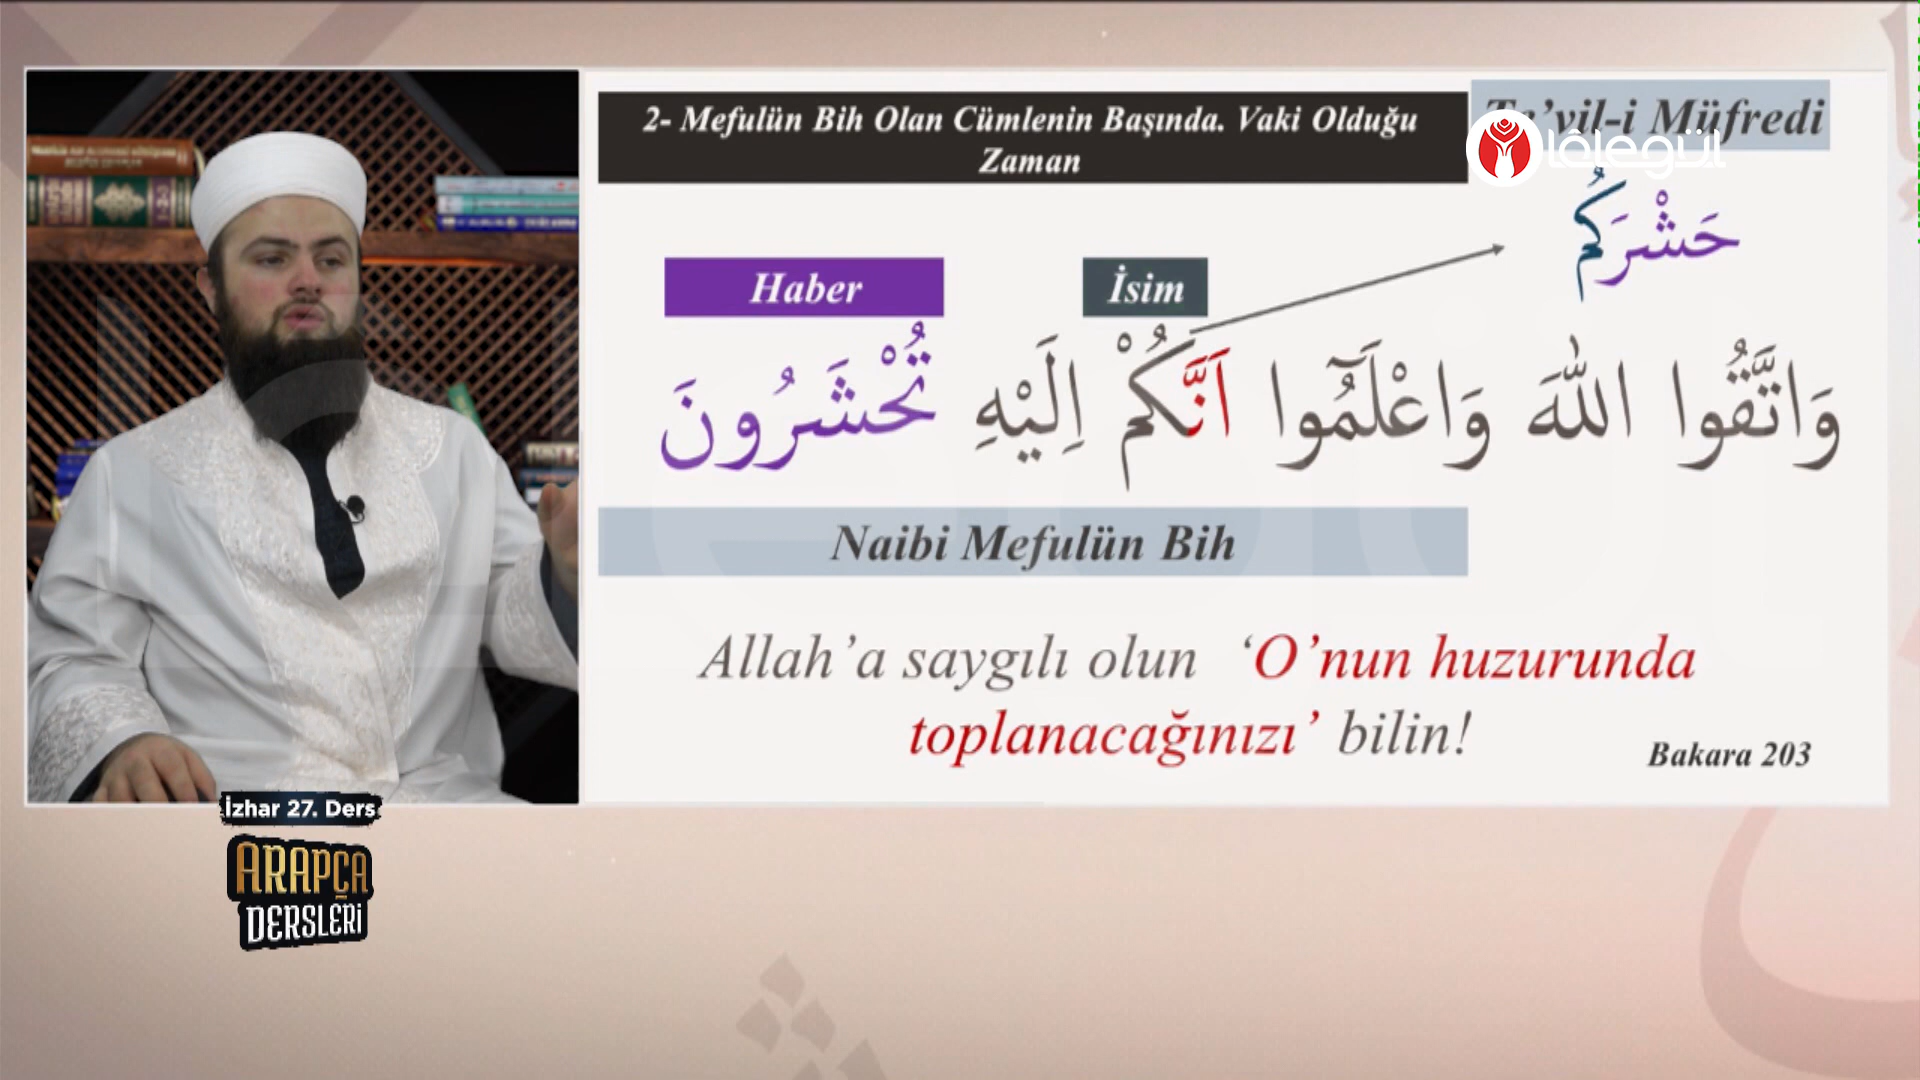 2- Mefulün Bih Olan Cümlenin Başında. Vaki Olduğu
Zaman
Te’vil-i Müfredi
lâlegül
حَشْرَكُمْ
Haber
İsim
وَاتَّقُوا اللّٰهَ وَاعْلَمُٓوا اَنَّكُمْ اِلَيْهِ تُحْشَرُونَ
Naibi Mefulün Bih
Allah’a saygılı olun ‘O’nun huzurunda
toplanacağınızı’ bilin!
Bakara 203
İzhar 27. Ders
ARAPÇA
DERSLERİ